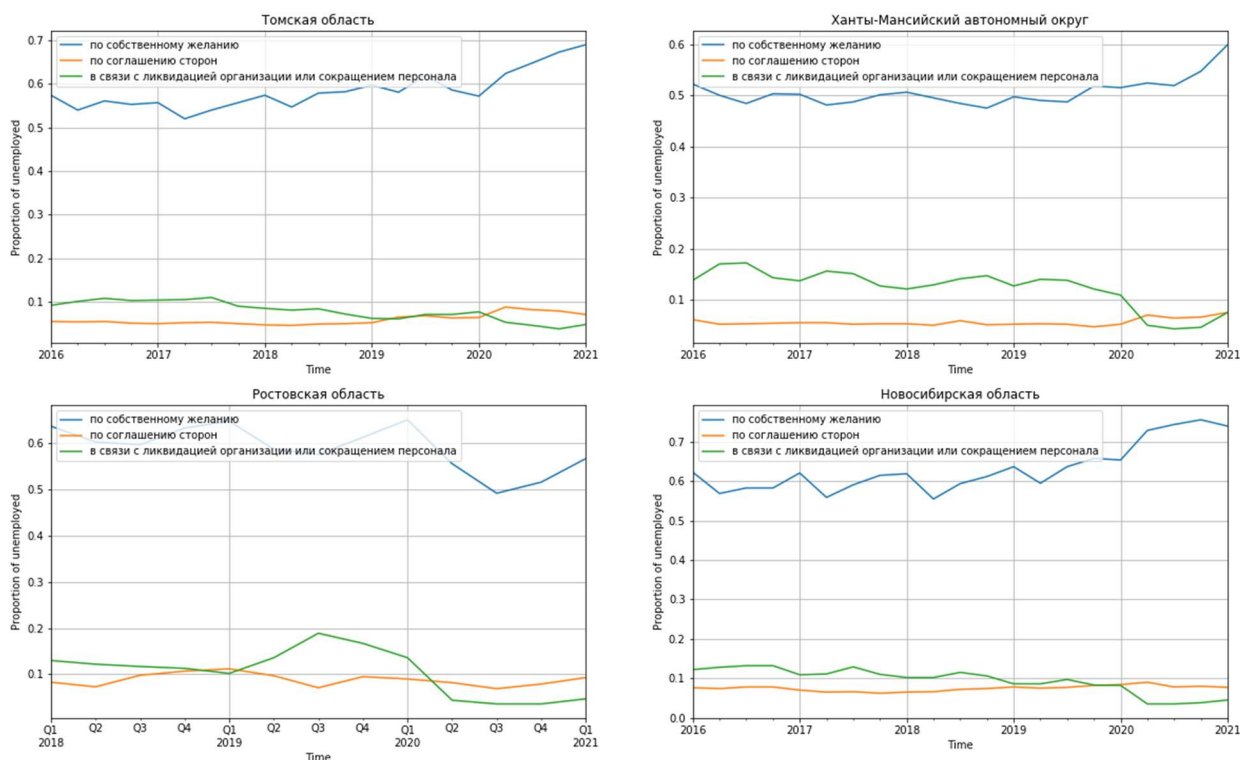 Томская область
по собственному желанию
по соглашению сторон
в связи с ликвидацией организации или сокращением персонала
Proportion of unemployed
0.7
0.6
0.5
0.4
0.3
0.2
0.1
2016 2017 2018 2019 2020 2021
Time
Ханты-Мансийский автономный округ
по собственному желанию
по соглашению сторон
в связи с ликвидацией организации или сокращением персонала
Proportion of unemployed
0.6
0.5
0.4
0.3
0.2
0.1
2016 2017 2018 2019 2020 2021
Time
Ростовская область
по собственному желанию
по соглашению сторон
в связи с ликвидацией организации или сокращением персонала
Proportion of unemployed
0.6
0.5
0.4
0.3
0.2
0.1
Q1 Q2 Q3 Q4 Q1 Q2 Q3 Q4 Q1 Q2 Q3 Q4 Q1
2018 2019 2020 2021
Time
Новосибирская область
по собственному желанию
по соглашению сторон
в связи с ликвидацией организации или сокращением персонала
Proportion of unemployed
0.7
0.6
0.5
0.4
0.3
0.2
0.1
0.0
2016 2017 2018 2019 2020 2021
Time